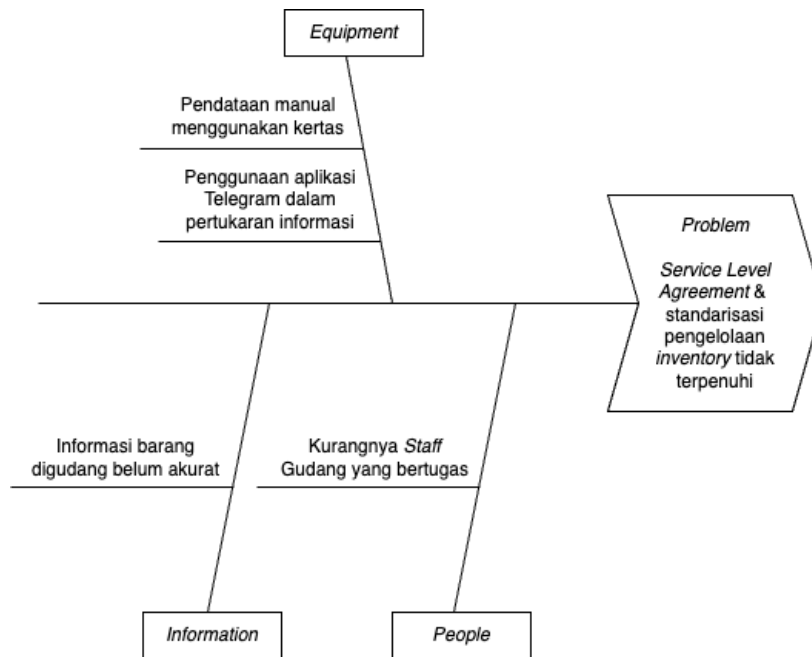 Equipment
Pendataan manual
menggunakan kertas
Penggunaan aplikasi
Telegram dalam
pertukaran informasi
Problem
Service Level
Agreement &
standarisasi
pengelolaan
inventory tidak
terpenuhi
Informasi barang
digudang belum akurat
Kurangnya Staff
Gudang yang bertugas
Information
People